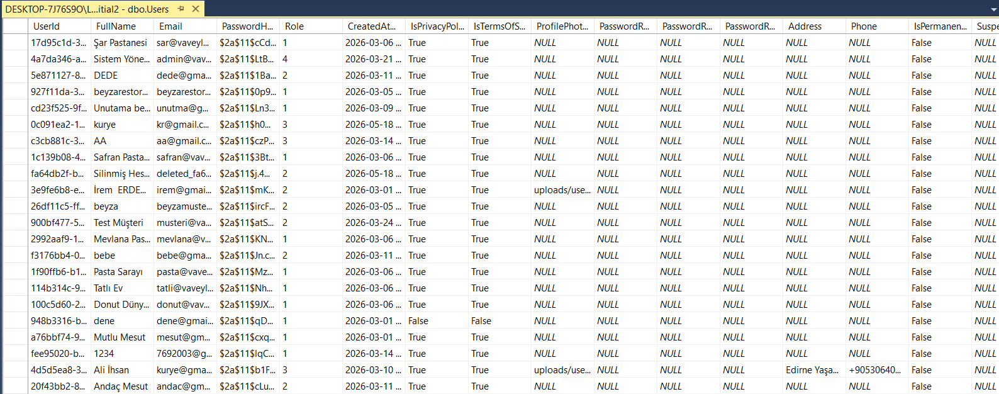 DESKTOP-7J76S9O\L...itial2 - dbo.Users
UserId FullName Email PasswordH... Role CreatedAt... IsPrivacyPol... IsTermsOfS... ProfilePhot... PasswordR... PasswordR... PasswordR... Address Phone IsPermanen... Suspe
17d95c1d-3... Şar Pastanesi sar@vaveyl... $2a$11$cCd... 1 2026-03-06 ... True True NULL NULL NULL NULL NULL NULL False NULL
4a7da346-a... Sistem Yöne... admin@vav... $2a$11$LtB... 4 2026-03-21 ... True True NULL NULL NULL NULL NULL NULL False NULL
5e871127-8... DEDE dede@gma... $2a$11$1Ba... 2 2026-03-11 ... True True NULL NULL NULL NULL NULL NULL False NULL
927f11da-3... beyzarestor... beyzarestor... $2a$11$0p9... 1 2026-03-05 ... True True NULL NULL NULL NULL NULL NULL False NULL
cd23f525-9f... Unutama be... unutma@g... $2a$11$Ln3... 1 2026-03-09 ... True True NULL NULL NULL NULL NULL NULL False NULL
0c091ea2-1... kurye kr@gmail.c... $2a$11$h0... 3 2026-05-18 ... True True NULL NULL NULL NULL NULL NULL False NULL
c3cb881c-3... AA aa@gmail.c... $2a$11$czP... 3 2026-03-14 ... True True NULL NULL NULL NULL NULL NULL False NULL
1c139b08-4... Safran Pasta... safran@vav... $2a$11$3Bt... 1 2026-03-06 ... True True NULL NULL NULL NULL NULL NULL False NULL
fa64db2f-b... Silinmiş Hes... deleted_fa6... $2a$11$j.4... 2 2026-05-18 ... True True NULL NULL NULL NULL NULL NULL False NULL
3e9fe6b8-e... İrem  ERDE... irem@gmai... $2a$11$mK... 2 2026-03-01 ... True True uploads/use... NULL NULL NULL NULL NULL False NULL
26df11c5-ff... beyza beyzamuste... $2a$11$ircF... 2 2026-03-05 ... True True NULL NULL NULL NULL NULL NULL False NULL
900bf477-5... Test Müşteri musteri@va... $2a$11$atS... 2 2026-03-24 ... True True NULL NULL NULL NULL NULL NULL False NULL
2992aaf9-1... Mevlana Pas... mevlana@v... $2a$11$KN... 1 2026-03-06 ... True True NULL NULL NULL NULL NULL NULL False NULL
f3176bb4-0... bebe bebe@gma... $2a$11$Jn.c... 2 2026-03-11 ... True True NULL NULL NULL NULL NULL NULL False NULL
1f90ffb6-b1... Pasta Sarayı pasta@vave... $2a$11$Mz... 1 2026-03-06 ... True True NULL NULL NULL NULL NULL NULL False NULL
114b314c-9... Tatlı Ev tatli@vaveyl... $2a$11$Nh... 1 2026-03-06 ... True True NULL NULL NULL NULL NULL NULL False NULL
100c5d60-2... Donut Düny... donut@vav... $2a$11$9JX... 1 2026-03-06 ... True True NULL NULL NULL NULL NULL NULL False NULL
948b3316-b... dene dene@gmai... $2a$11$qD... 1 2026-03-01 ... False False NULL NULL NULL NULL NULL NULL False NULL
a76bbf74-9... Mutlu Mesut mesut@gm... $2a$11$cxq... 1 2026-03-01 ... True True NULL NULL NULL NULL NULL NULL False NULL
fee95020-b... 1234 7692003@g... $2a$11$IqC... 1 2026-03-14 ... True True NULL NULL NULL NULL NULL NULL False NULL
4d5d5ea8-3... Ali İhsan kurye@gma... $2a$11$b1F... 3 2026-03-10 ... True True uploads/use... NULL NULL NULL Edirne Yaşa... +90530640... False NULL
20f43bb2-8... Andaç Mesut andac@gm... $2a$11$cLu... 2 2026-03-11 ... True True NULL NULL NULL NULL NULL NULL False NULL